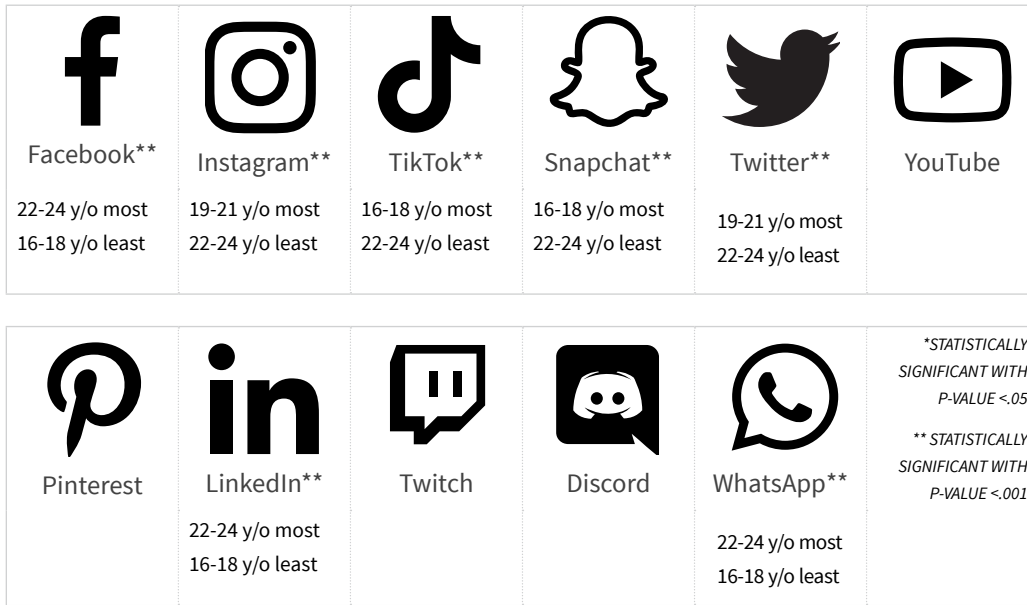 Facebook**
22-24 y/o most
16-18 y/o least
Instagram**
19-21 y/o most
22-24 y/o least
TikTok**
16-18 y/o most
22-24 y/o least
Snapchat**
16-18 y/o most
22-24 y/o least
Twitter**
19-21 y/o most
22-24 y/o least
YouTube
Pinterest
in
LinkedIn**
22-24 y/o most
16-18 y/o least
Twitch
Discord
WhatsApp**
22-24 y/o most
16-18 y/o least
*STATISTICALLY
SIGNIFICANT WITH
P-VALUE <.05
** STATISTICALLY
SIGNIFICANT WITH
P-VALUE <.001